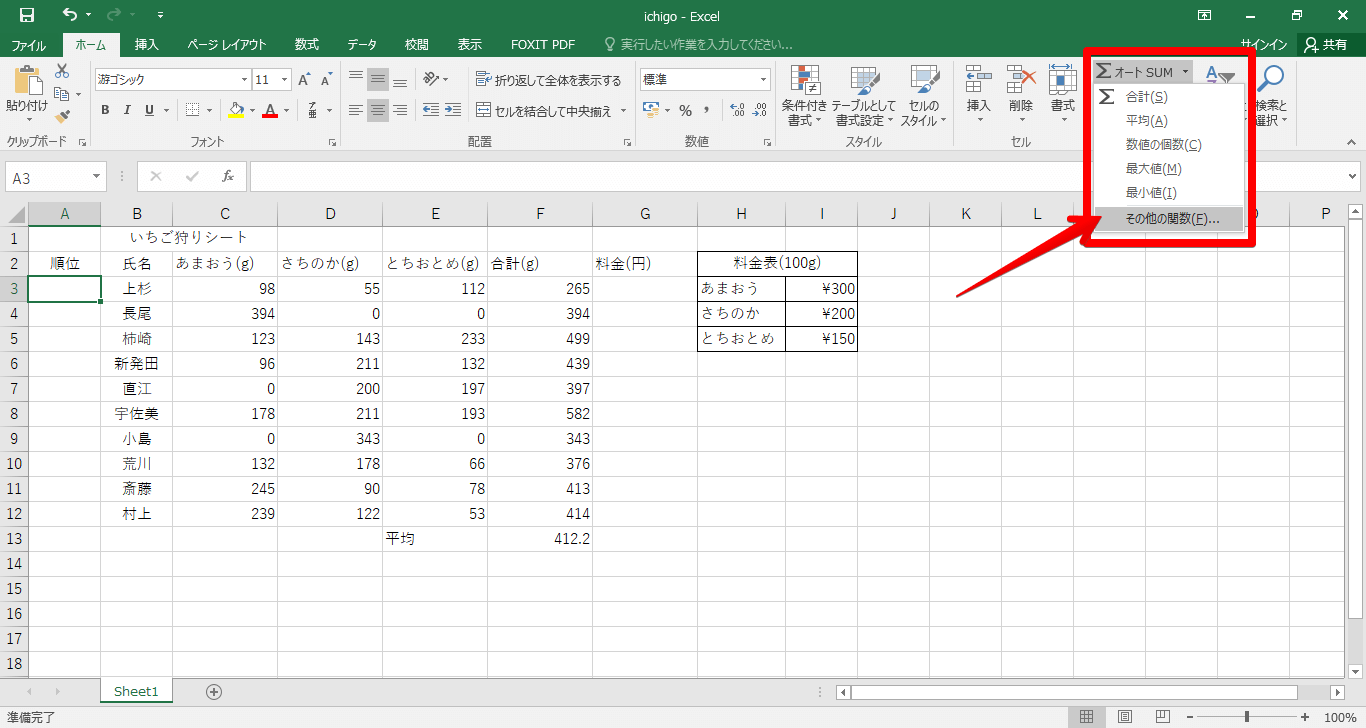 ichigo - Excel
ファイル ホーム 挿入 ページ レイアウト 数式 データ 校閲 表示 FOXIT PDF 実行したい作業を入力してください... サインイン 共有
貼り付け
クリップボード
游ゴシック 11 A A
B I U A 亜
フォント
折り返して全体を表示する
セルを結合して中央揃え
配置
標準
% ,
数値
条件付き書式 テーブルとして書式設定 セルのスタイル
スタイル
挿入 削除 書式
セル
Σ オート SUM
Σ 合計(S)
平均(A)
数値の個数(C)
最大値(M)
最小値(I)
その他の関数(F)...
検索と
選択
A3 fx
A B C D E F G H I J K L P
1 いちご狩りシート
2 順位 氏名 あまおう(g) さちのか(g) とちおとめ(g) 合計(g) 料金(円) 料金表(100g)
3 上杉 98 55 112 265 あまおう ¥300
4 長尾 394 0 0 394 さちのか ¥200
5 柿崎 123 143 233 499 とちおとめ ¥150
6 新発田 96 211 132 439
7 直江 0 200 197 397
8 宇佐美 178 211 193 582
9 小島 0 343 0 343
10 荒川 132 178 66 376
11 斎藤 245 90 78 413
12 村上 239 122 53 414
13 平均 412.2
14
15
16
17
18
Sheet1
準備完了 100%